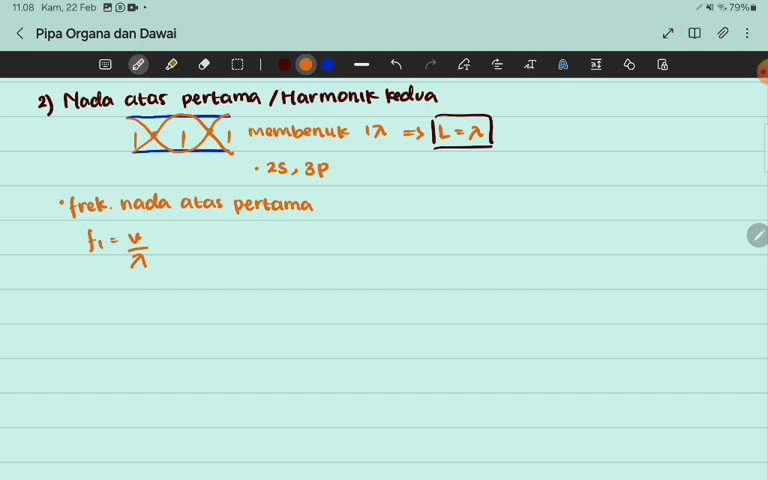 11.08 Kam, 22 Feb 79%
Pipa Organa dan Dawai
2) Nada atas pertama / Harmonik kedua
membenuk 1λ => L = λ
• 2S, 3P
• frek. nada atas pertama
f₁ = v/λ